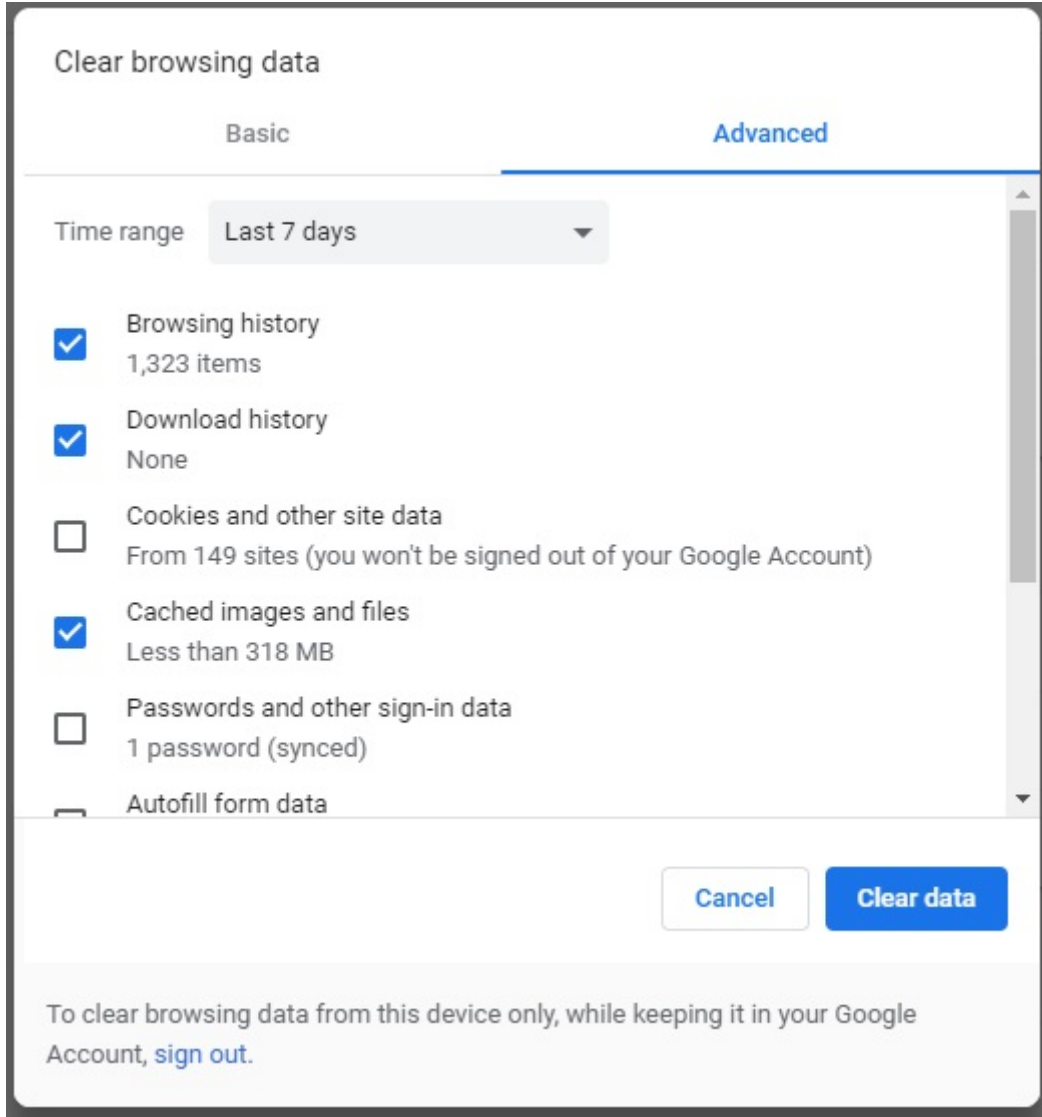 Clear browsing data
Basic
Advanced
Time range
Last 7 days
Browsing history
1,323 items
Download history
None
Cookies and other site data
From 149 sites (you won't be signed out of your Google Account)
Cached images and files
Less than 318 MB
Passwords and other sign-in data
1 password (synced)
Autofill form data
Cancel
Clear data
To clear browsing data from this device only, while keeping it in your Google
Account, sign out.